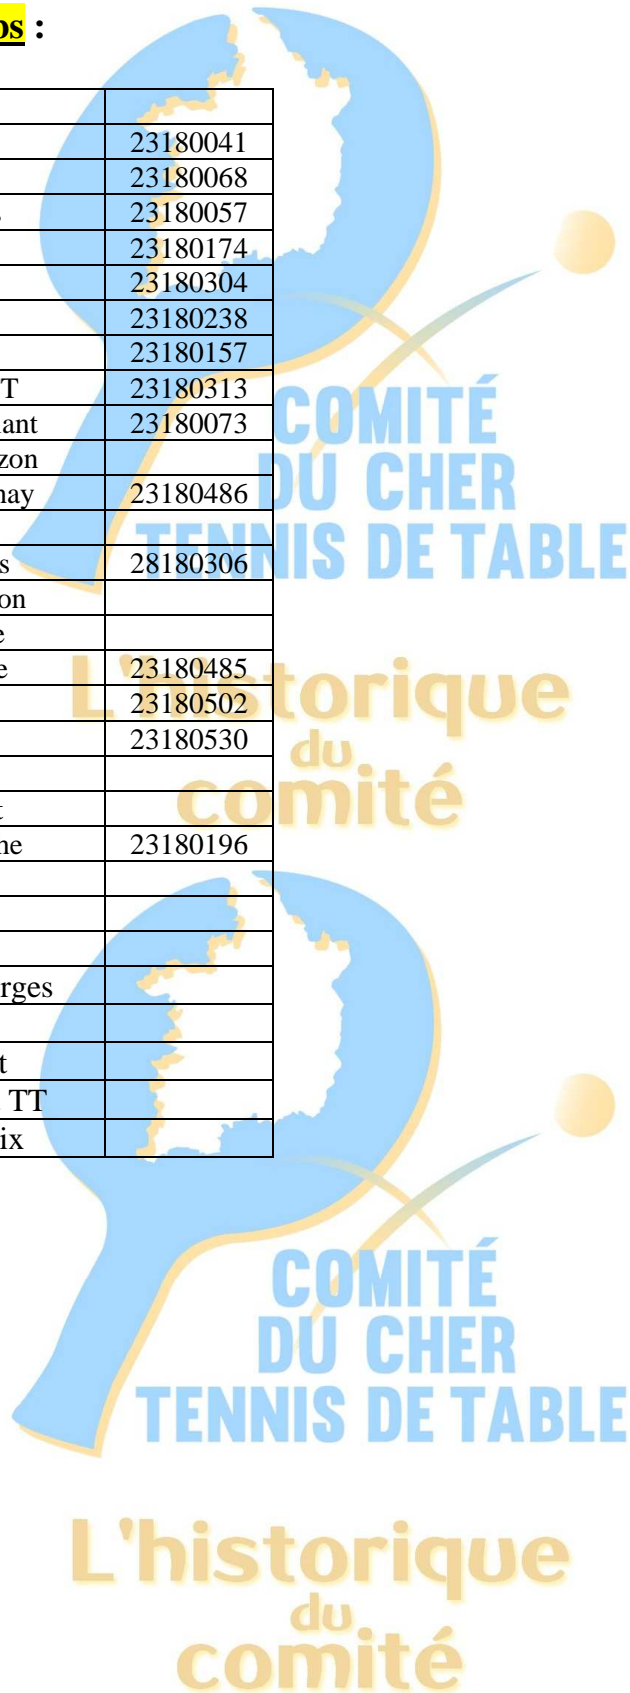 bs :
23180041
23180068
s 23180057
23180174
23180304
23180238
23180157
T 23180313
ant
23180073
zon
nay 23180486
s 28180306
on
e
e 23180485
23180502
23180530
t
ne 23180196
rges
t
TT
ix
COMITÉ
DU CHER
TENNIS DE TABLE
L'historique
du
comité
COMITÉ
DU CHER
TENNIS DE TABLE
L'historique
du
comité